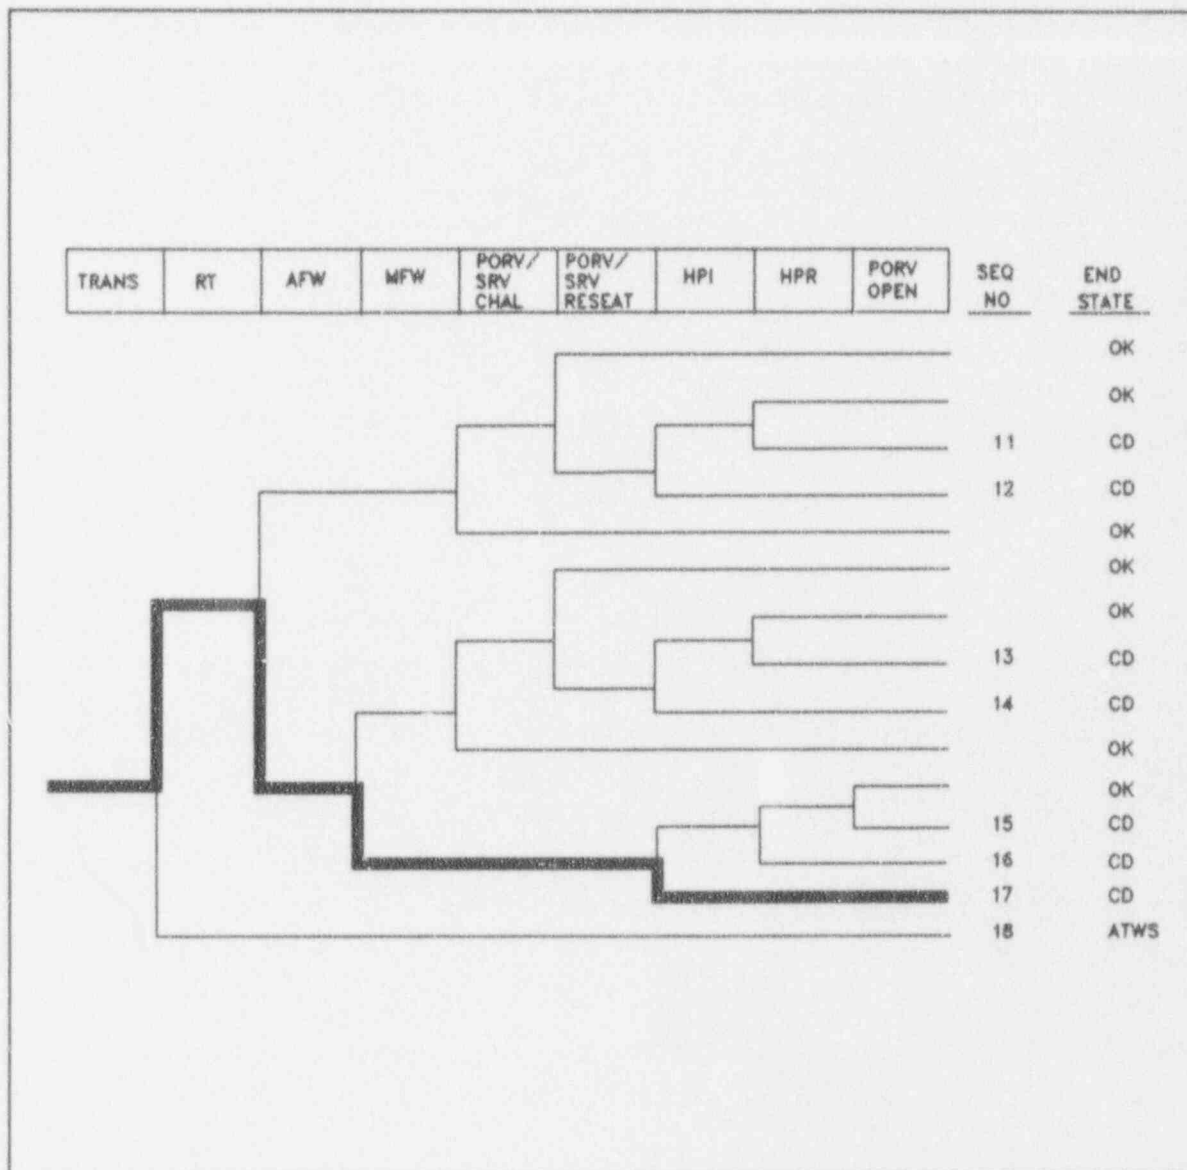 TRANS RT AFW MFW PORV/ SRV CHAL PORV/ SRV RESEAT HPI HPR PORV OPEN SEQ NO END STATE
OK
OK
11 CD
12 CD
OK
OK
OK
13 CD
14 CD
OK
OK
15 CD
16 CD
17 CD
18 ATWS